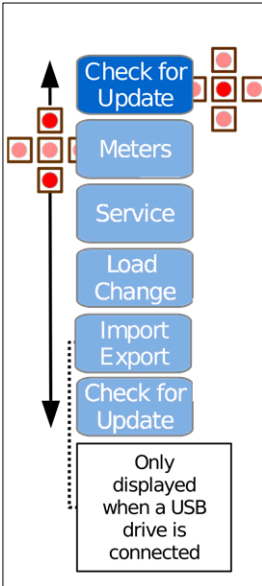 Check for
Update
Meters
Service
Load
Change
Import
Export
Check for
Update
Only
displayed
when a USB
drive is
connected